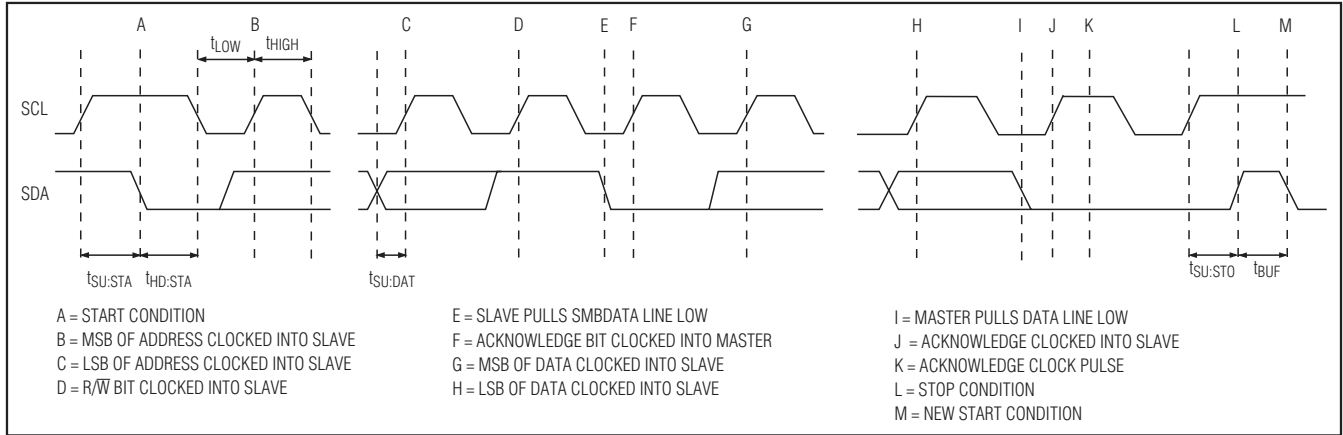 A B C D E F G H I J K L M
tLOW tHIGH
SCL
SDA
tSU:STA tHD:STA tSU:DAT tSU:STO tBUF
A = START CONDITION
B = MSB OF ADDRESS CLOCKED INTO SLAVE
C = LSB OF ADDRESS CLOCKED INTO SLAVE
D = R/W̅ BIT CLOCKED INTO SLAVE
E = SLAVE PULLS SMBDATA LINE LOW
F = ACKNOWLEDGE BIT CLOCKED INTO MASTER
G = MSB OF DATA CLOCKED INTO SLAVE
H = LSB OF DATA CLOCKED INTO SLAVE
I = MASTER PULLS DATA LINE LOW
J = ACKNOWLEDGE CLOCKED INTO SLAVE
K = ACKNOWLEDGE CLOCK PULSE
L = STOP CONDITION
M = NEW START CONDITION